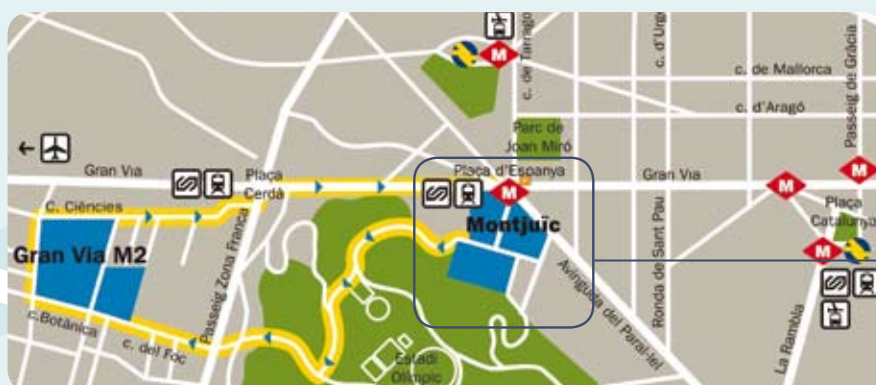 c. de Tarragona
c. d'Urgell
Passeig de Gràcia
c. de Mallorca
c. d'Aragó
Parc de
Joan Miró
Gran Via
Plaça
Cerdà
Plaça d'Espanya
Gran Via
C. Ciències
Montjuïc
Plaça
Catalunya
Gran Via M2
Passeig Zona Franca
Avinguda del Paral·lel
Ronda de Sant Pau
La Rambla
c.Botànica
c. del Foc
Estadi
Olímpic
M
M
M
M
M